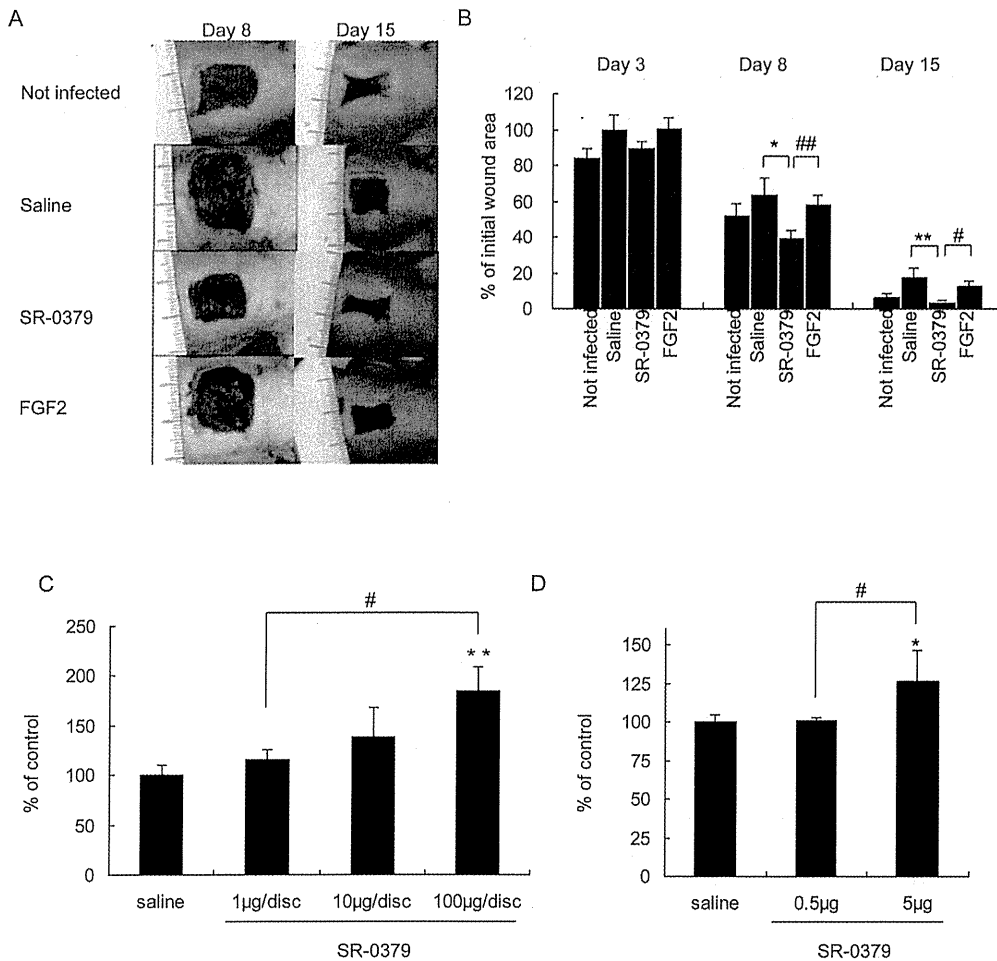 A
Day 8
Day 15
Not infected
Saline
SR-0379
FGF2
B
Day 3
Day 8
Day 15
% of initial wound area
120
100
80
60
40
20
0
*
##
**
#
Not infected
Saline
SR-0379
FGF2
Not infected
Saline
SR-0379
FGF2
Not infected
Saline
SR-0379
FGF2
C
#
* *
% of control
250
200
150
100
50
0
saline
1µg/disc
10µg/disc
100µg/disc
SR-0379
D
#
*
% of control
150
125
100
75
50
25
0
saline
0.5µg
5µg
SR-0379